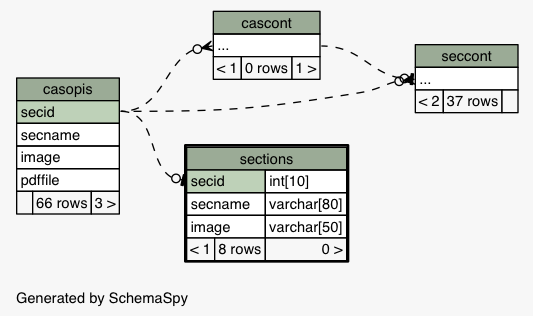 cascont
...
< 1 0 rows 1 >
seccont
...
< 2 37 rows
casopis
secid
secname
image
pdffile
66 rows 3 >
sections
secid int[10]
secname varchar[80]
image varchar[50]
< 1 8 rows 0 >
Generated by SchemaSpy